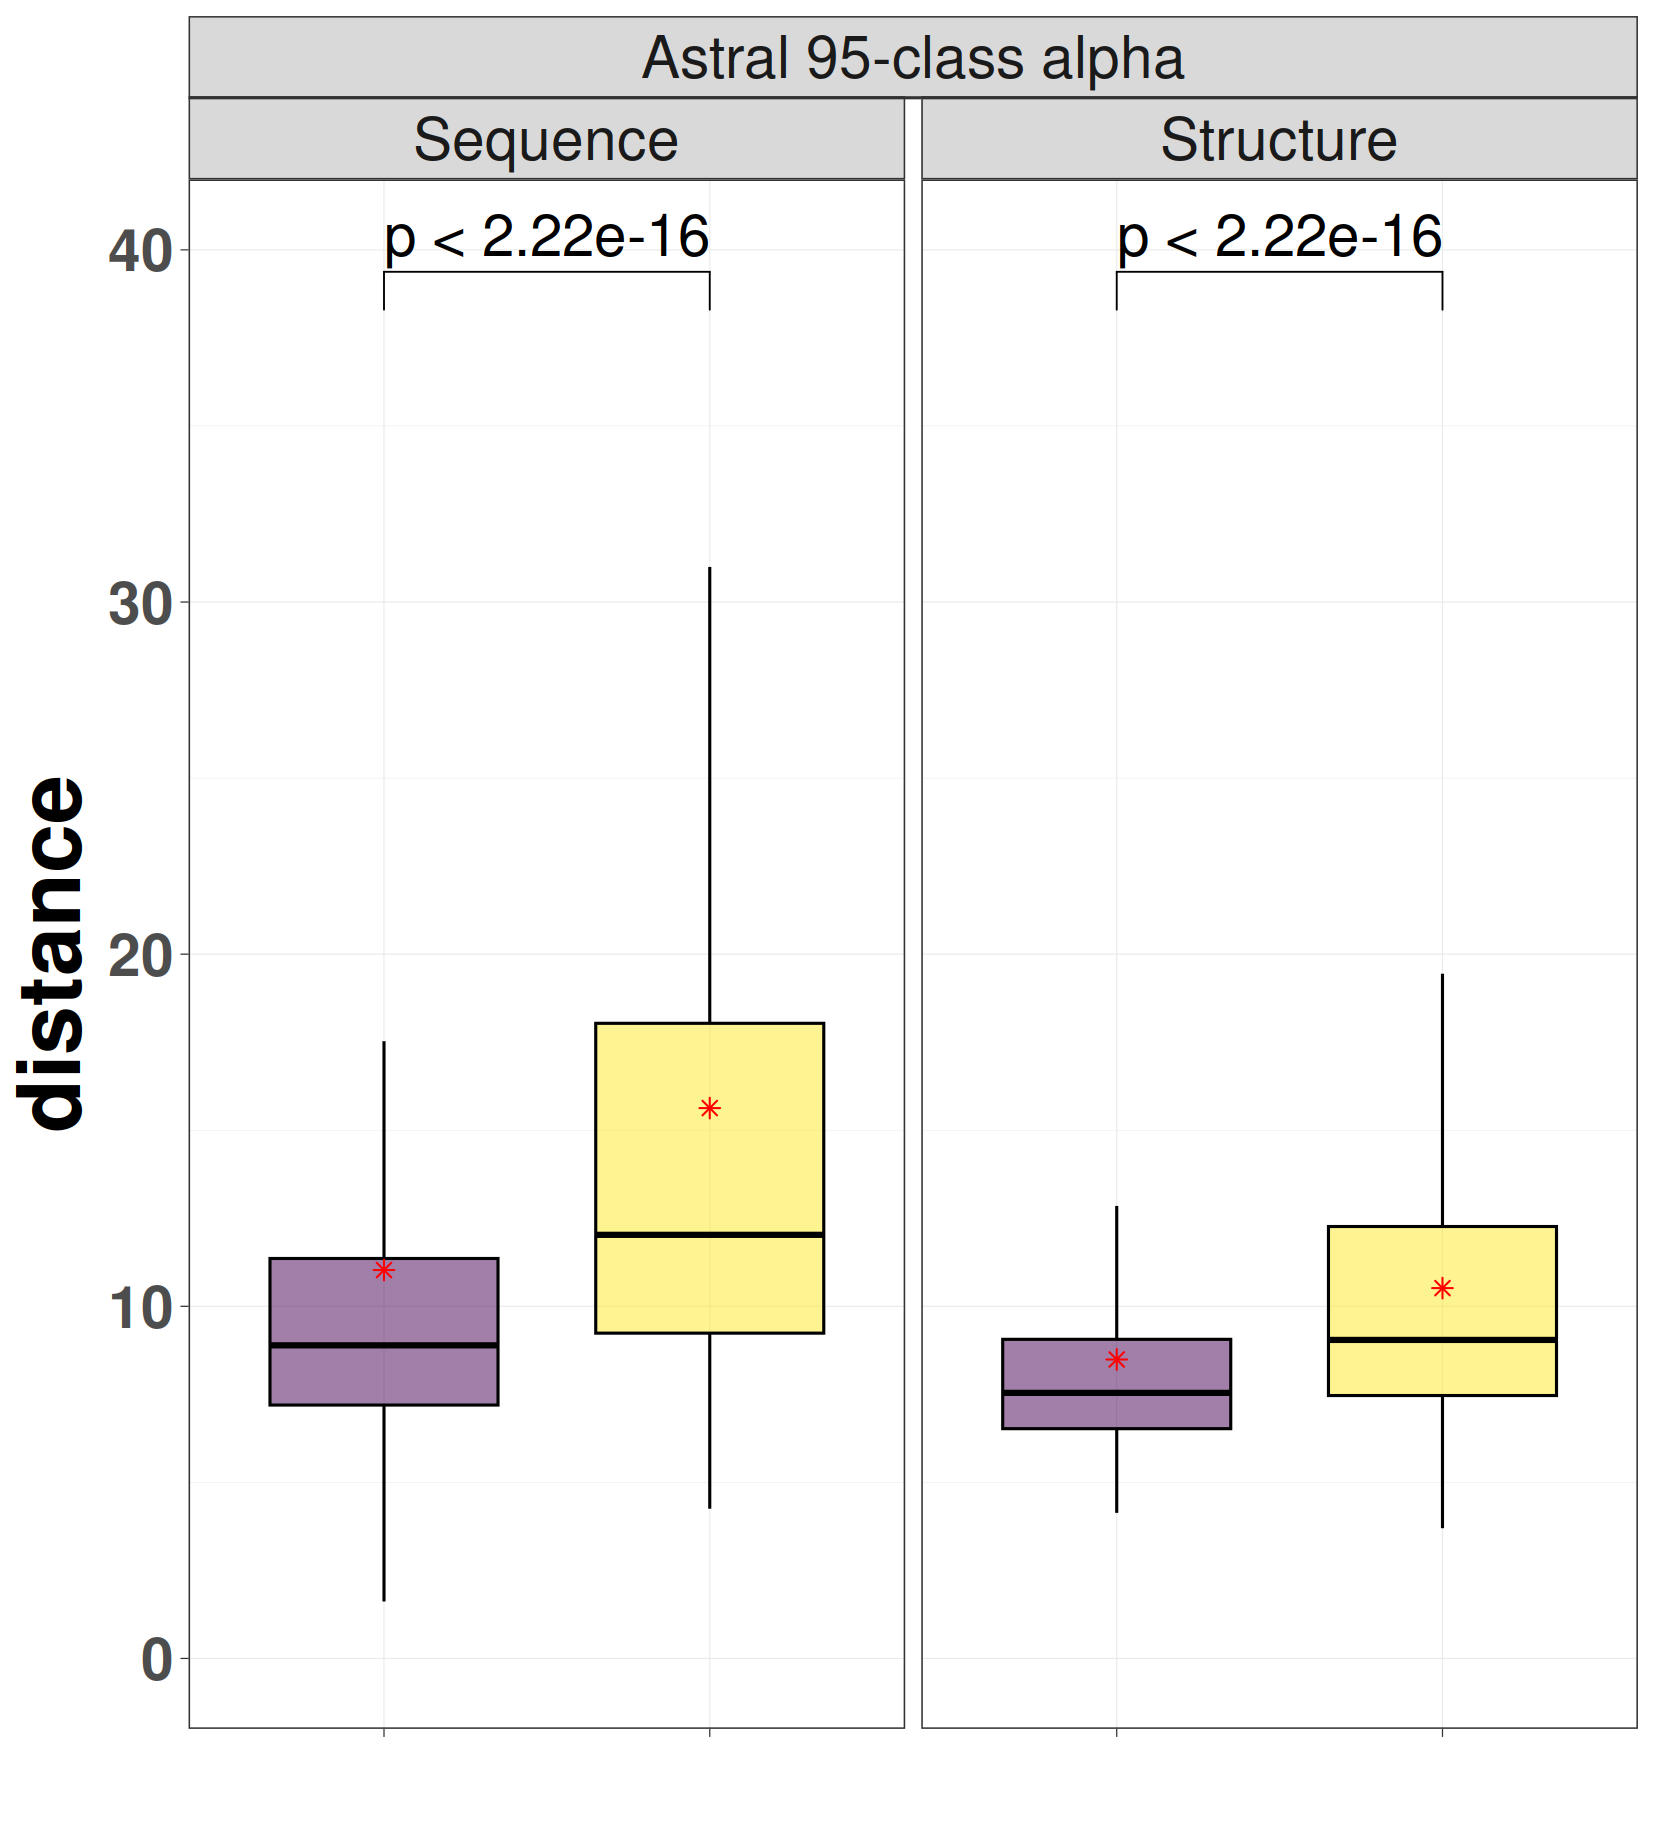 Astral 95-class alpha
Sequence
Structure
p < 2.22e-16
p < 2.22e-16
40
30
20
10
0
distance